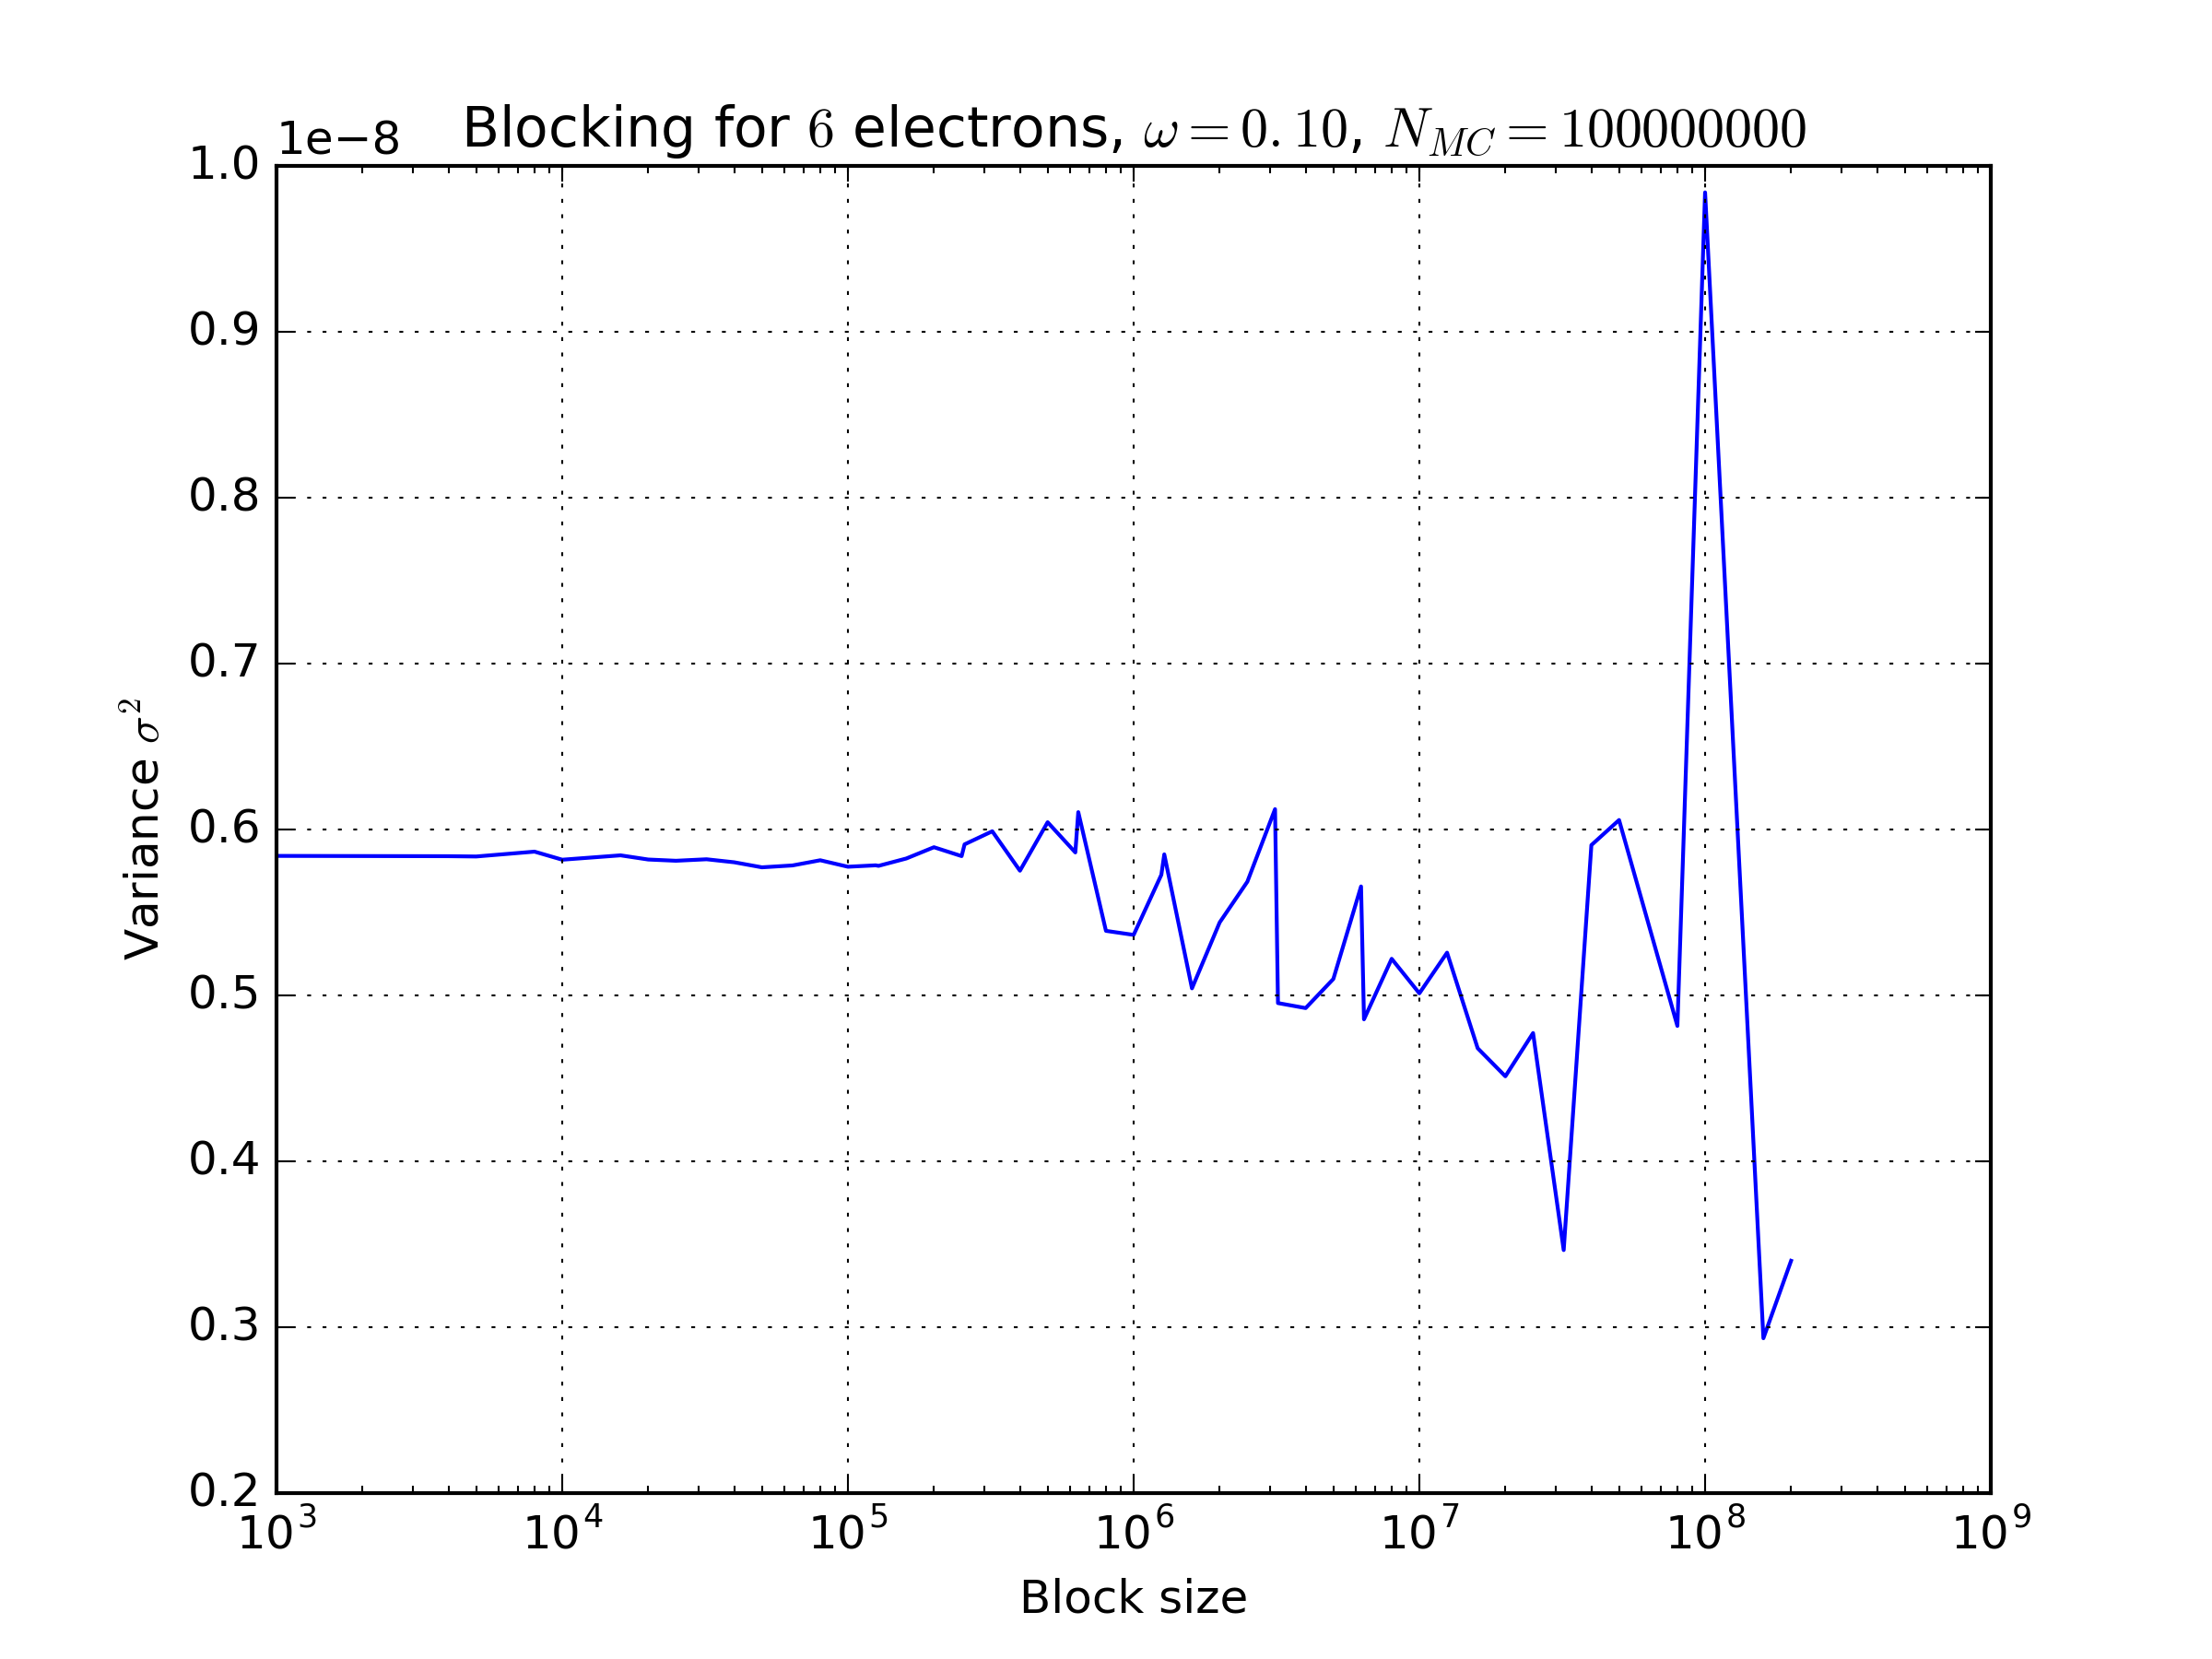 1e−8
Blocking for 6 electrons, ω = 0.10, N_MC = 100000000
1.0
0.9
0.8
0.7
0.6
0.5
0.4
0.3
0.2
Variance σ²
10³ 10⁴ 10⁵ 10⁶ 10⁷ 10⁸ 10⁹
Block size